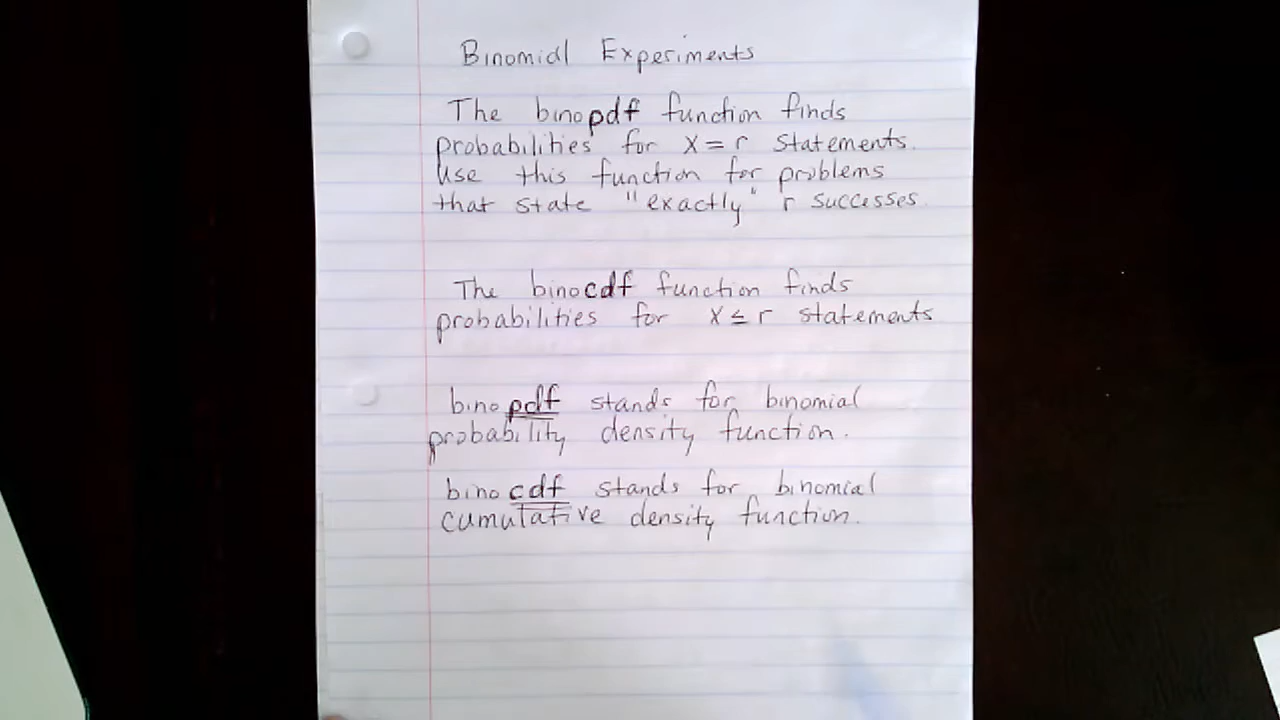 Binomial Experiments
The binopdf function finds
probabilities for x = r statements.
Use this function for problems
that state "exactly" r successes.
The binocdf function finds
probabilities for x ≤ r statements
binopdf stands for binomial
probability density function.
binocdf stands for binomial
cumulative density function.